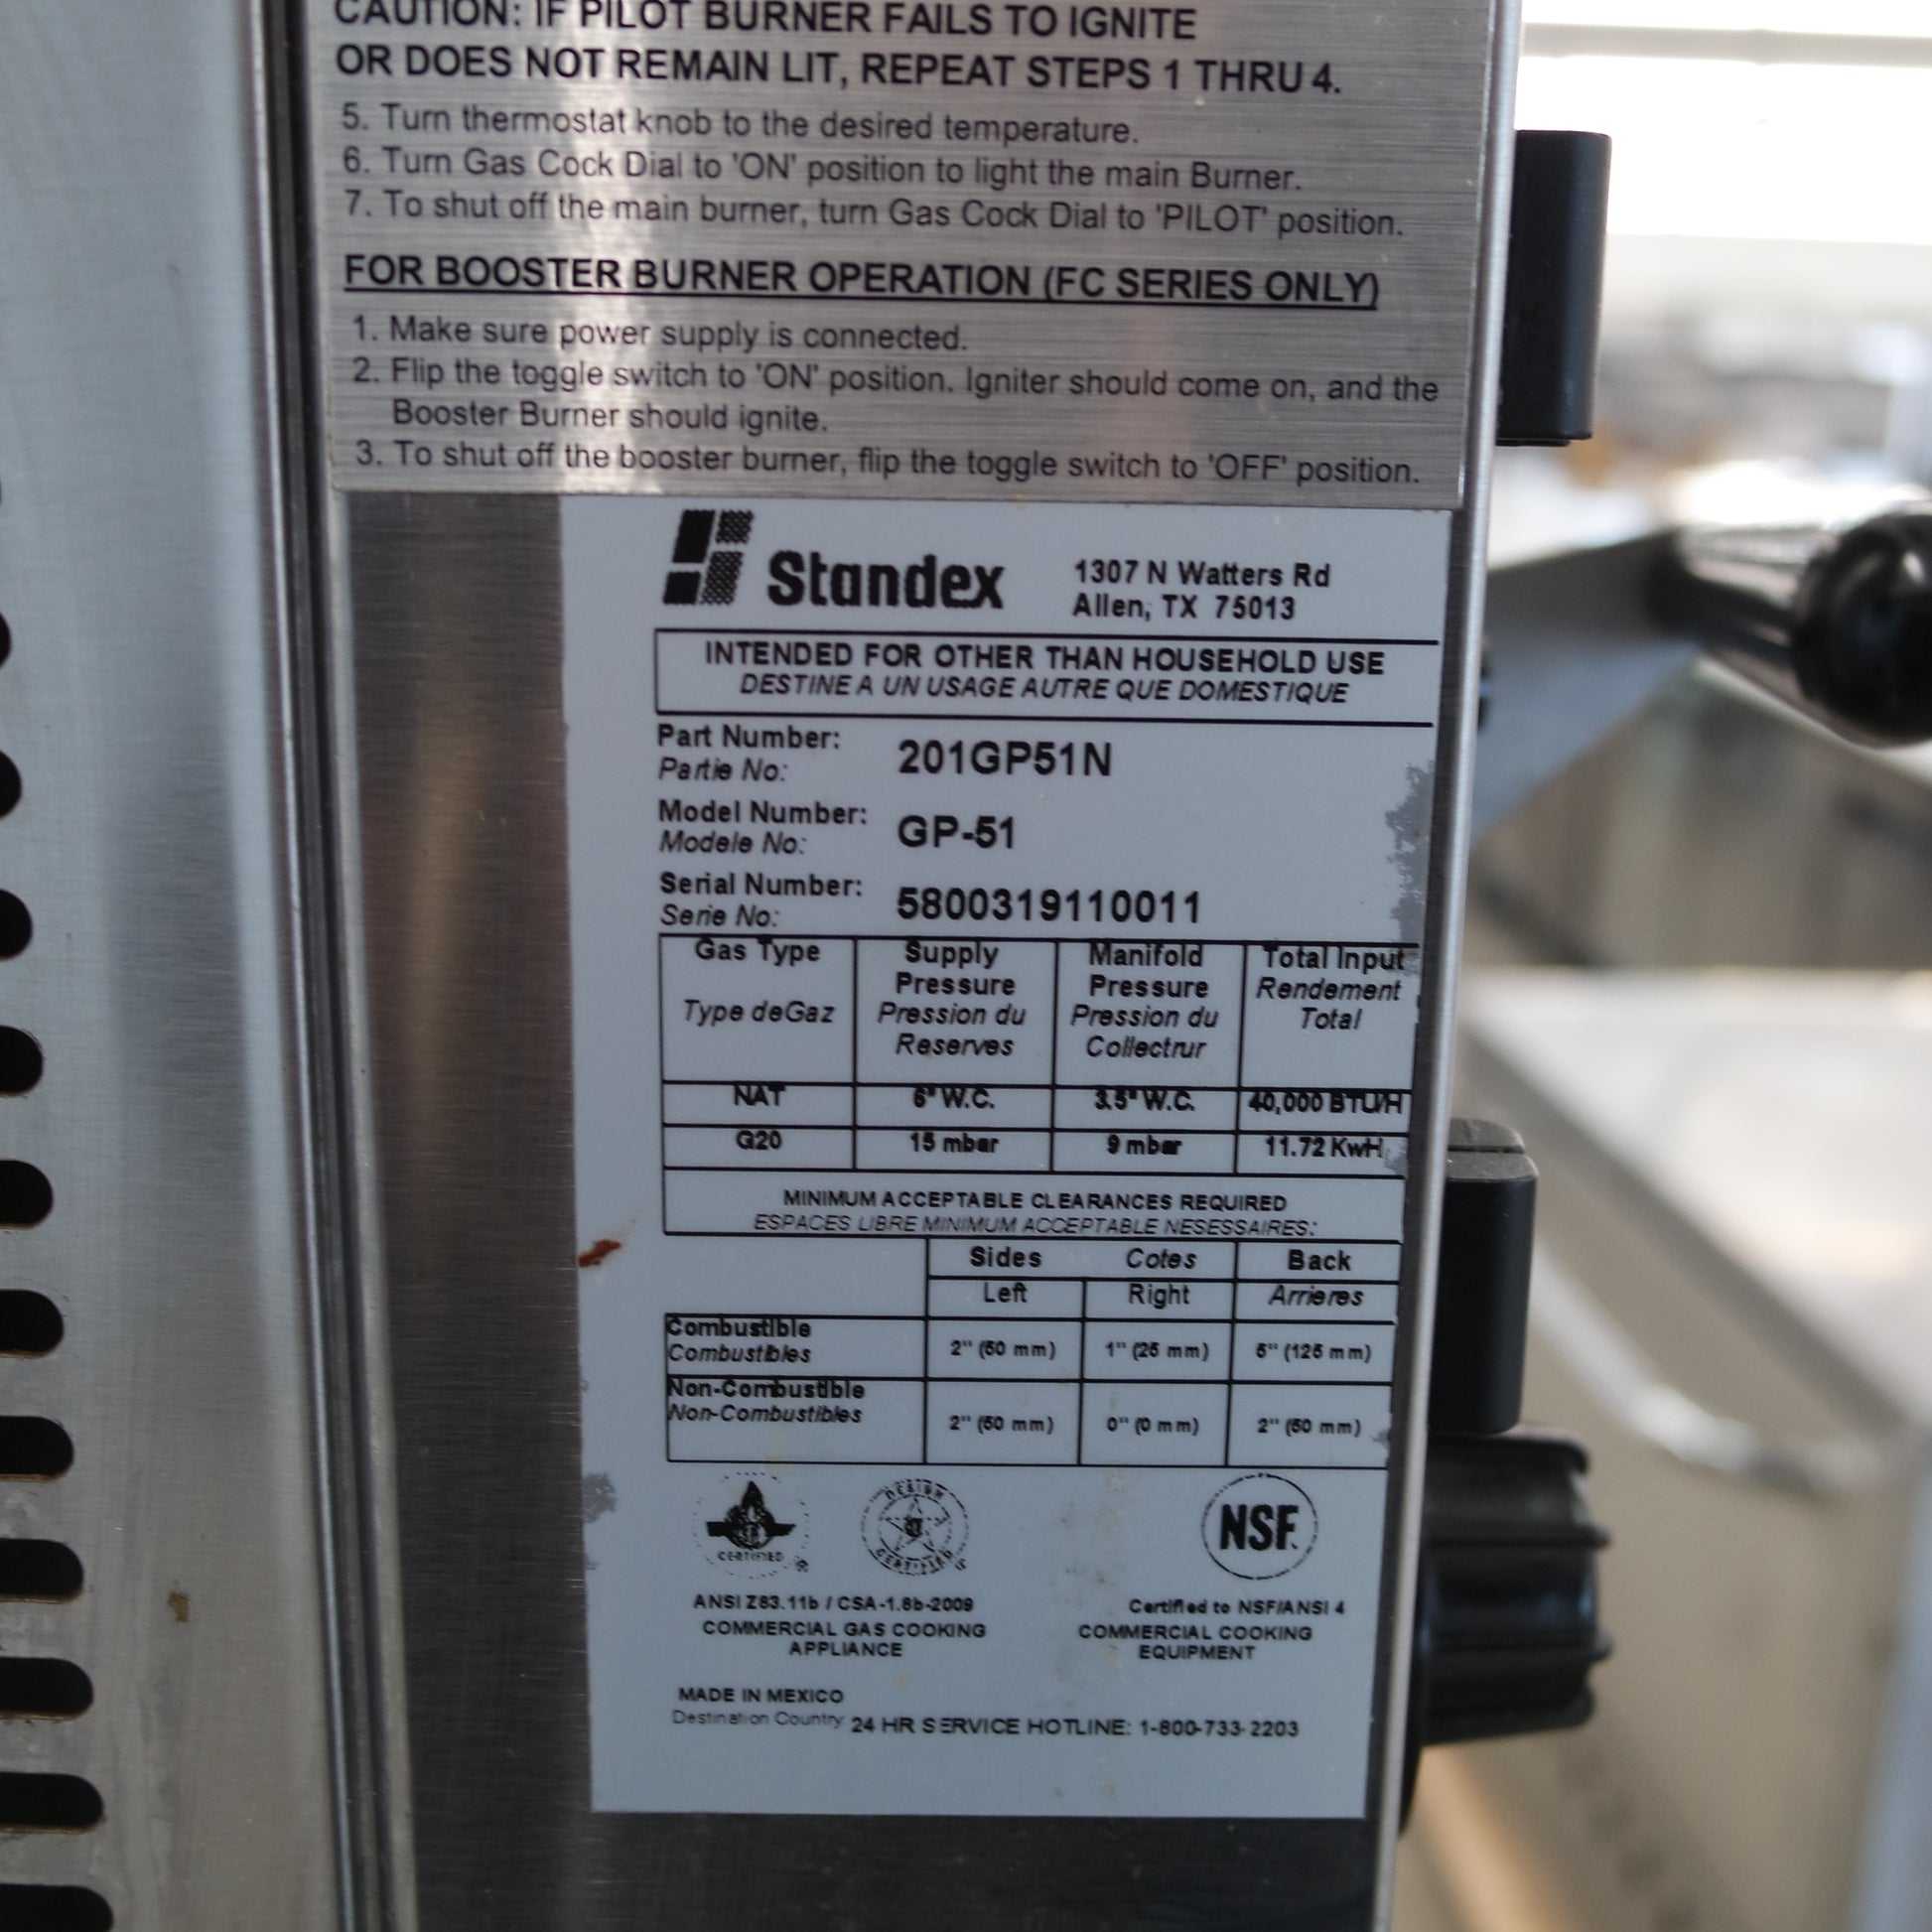 CAUTION: IF PILOT BURNER FAILS TO IGNITE
OR DOES NOT REMAIN LIT, REPEAT STEPS 1 THRU 4.
5. Turn thermostat knob to the desired temperature.
6. Turn Gas Cock Dial to 'ON' position to light the main Burner.
7. To shut off the main burner, turn Gas Cock Dial to 'PILOT' position.
FOR BOOSTER BURNER OPERATION (FC SERIES ONLY)
1. Make sure power supply is connected.
2. Flip the toggle switch to 'ON' position. Igniter should come on, and the
Booster Burner should ignite.
3. To shut off the booster burner, flip the toggle switch to 'OFF' position.
Standex
1307 N Watters Rd
Allen, TX 75013
INTENDED FOR OTHER THAN HOUSEHOLD USE
DESTINE A UN USAGE AUTRE QUE DOMESTIQUE
Part Number: 201GP51N
Partie No:
Model Number: GP-51
Modele No:
Serial Number: 5800319110011
Serie No:
Gas Type Supply Manifold Total Input
Pressure Pressure Rendement
Type deGaz Pression du Pression du Total
Reserves Collectrur
NAT 6" W.C. 3.5" W.C. 40,000 BTU/H
G20 15 mbar 9 mbar 11.72 KwH
MINIMUM ACCEPTABLE CLEARANCES REQUIRED
ESPACES LIBRE MINIMUM ACCEPTABLE NESESSAIRES:
Sides Cotes Back
Left Right Arrieres
Combustible
Combustibles 2" (50 mm) 1" (25 mm) 5" (125 mm)
Non-Combustible
Non-Combustibles 2" (50 mm) 0" (0 mm) 2" (50 mm)
DESIGN
CERTIFIED
CERTIFIED
NSF.
ANSI Z83.11b / CSA-1.8b-2009
COMMERCIAL GAS COOKING
APPLIANCE
Certified to NSF/ANSI 4
COMMERCIAL COOKING
EQUIPMENT
MADE IN MEXICO
Destination Country 24 HR SERVICE HOTLINE: 1-800-733-2203